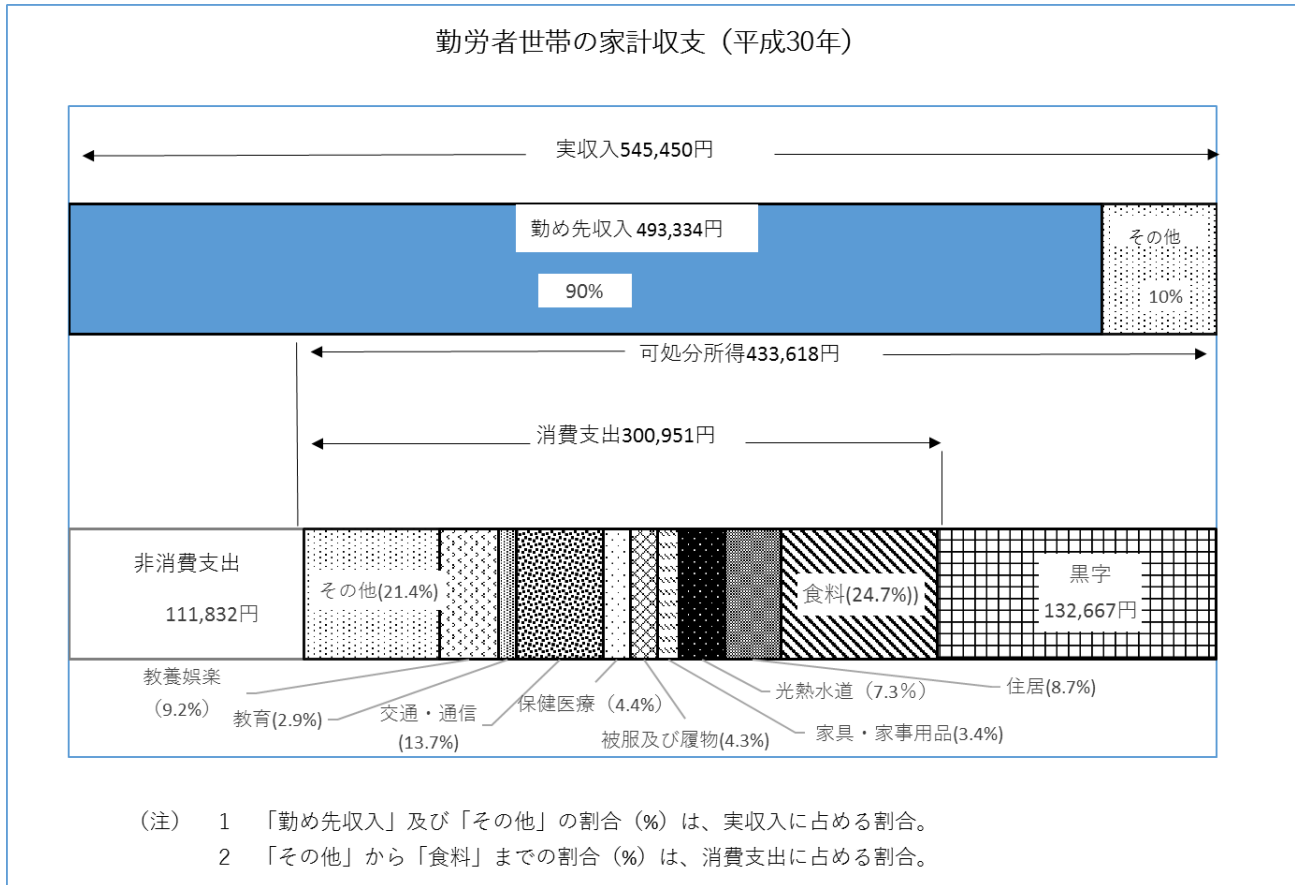 勤労者世帯の家計収支（平成30年）
実収入545,450円
勤め先収入 493,334円
90%
その他
10%
可処分所得433,618円
消費支出300,951円
非消費支出
111,832円
その他(21.4%)
食料(24.7%))
黒字
132,667円
教養娯楽
（9.2%）
教育(2.9%)
交通・通信
(13.7%)
保健医療（4.4%）
被服及び履物(4.3%)
家具・家事用品(3.4%)
光熱水道（7.3％）
住居(8.7%)
（注） 1 「勤め先収入」及び「その他」の割合（%）は、実収入に占める割合。
2 「その他」から「食料」までの割合（%）は、消費支出に占める割合。